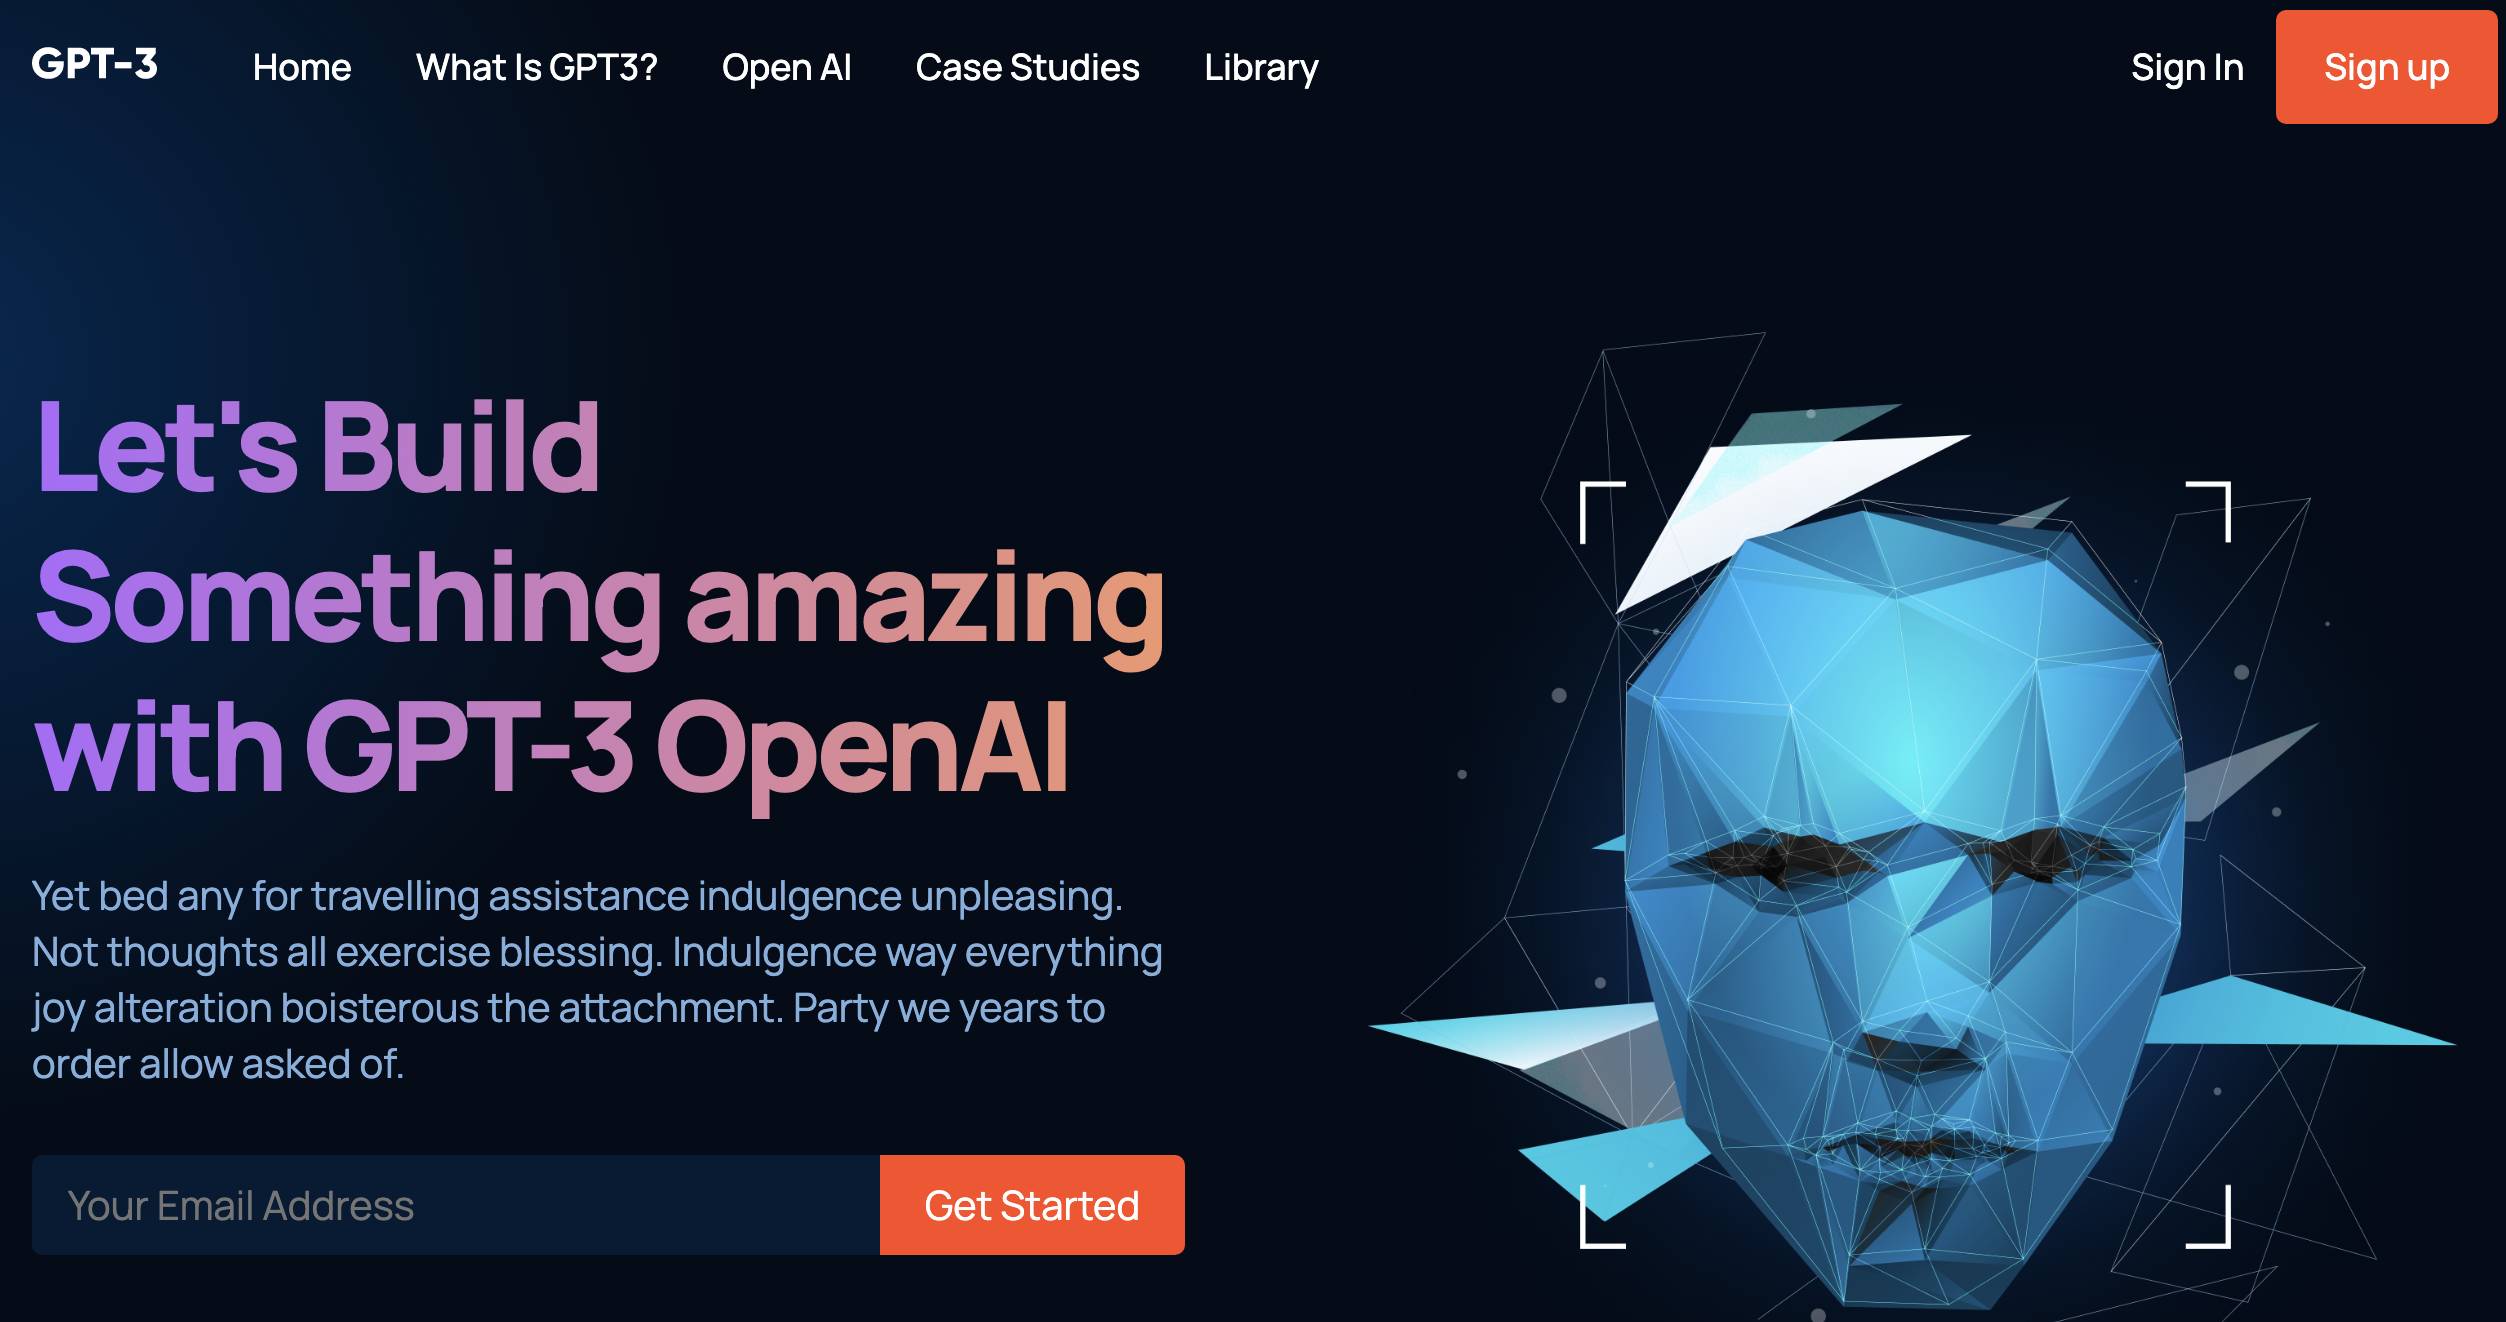 GPT-3
Home
What Is GPT3?
Open AI
Case Studies
Library
Sign In
Sign up
Let's Build
Something amazing
with GPT-3 OpenAI
Yet bed any for travelling assistance indulgence unpleasing.
Not thoughts all exercise blessing. Indulgence way everything
joy alteration boisterous the attachment. Party we years to
order allow asked of.
Your Email Address
Get Started